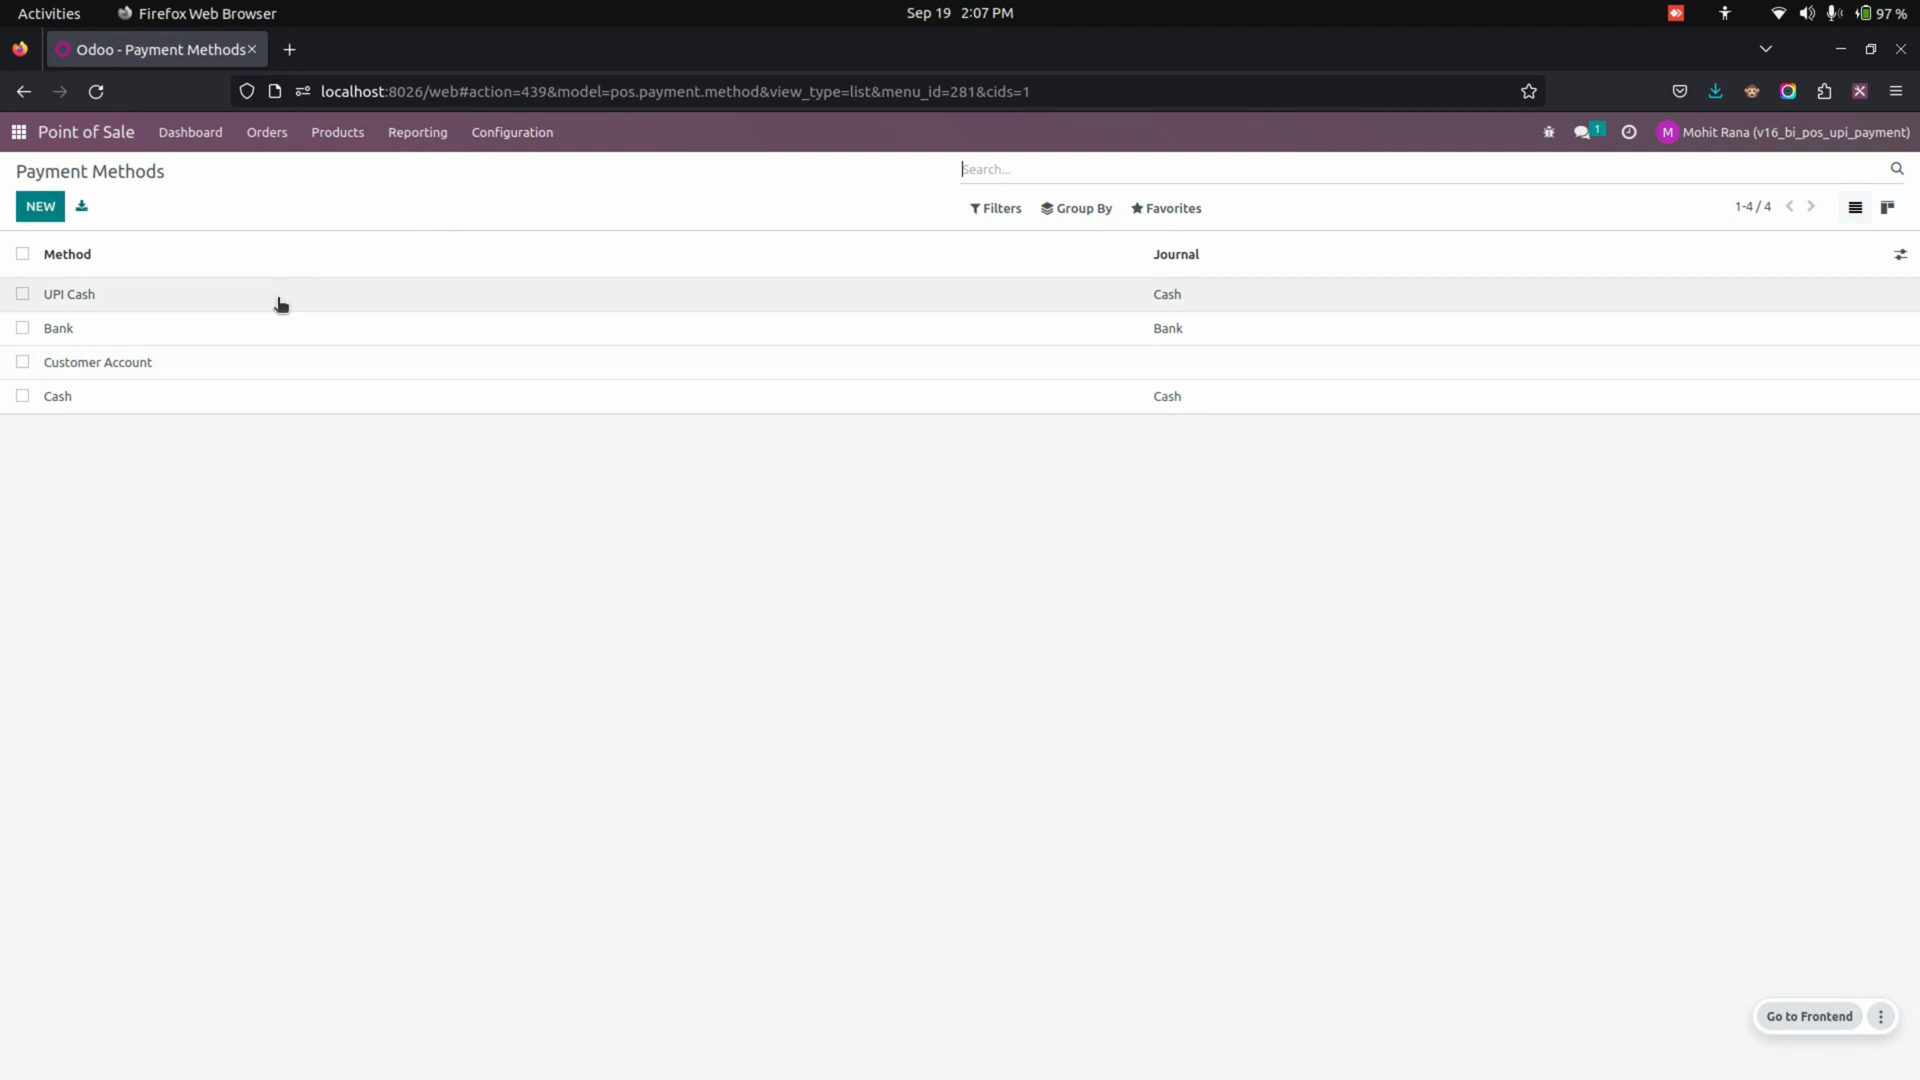 Activities Firefox Web Browser Sep 19 2:07 PM 97 %
Odoo - Payment Methods
localhost:8026/web#action=439&model=pos.payment.method&view_type=list&menu_id=281&cids=1
Point of Sale Dashboard Orders Products Reporting Configuration 1 M Mohit Rana (v16_bi_pos_upi_payment)
Payment Methods Search...
NEW Filters Group By Favorites 1-4 / 4
Method Journal
UPI Cash Cash
Bank Bank
Customer Account
Cash Cash
Go to Frontend